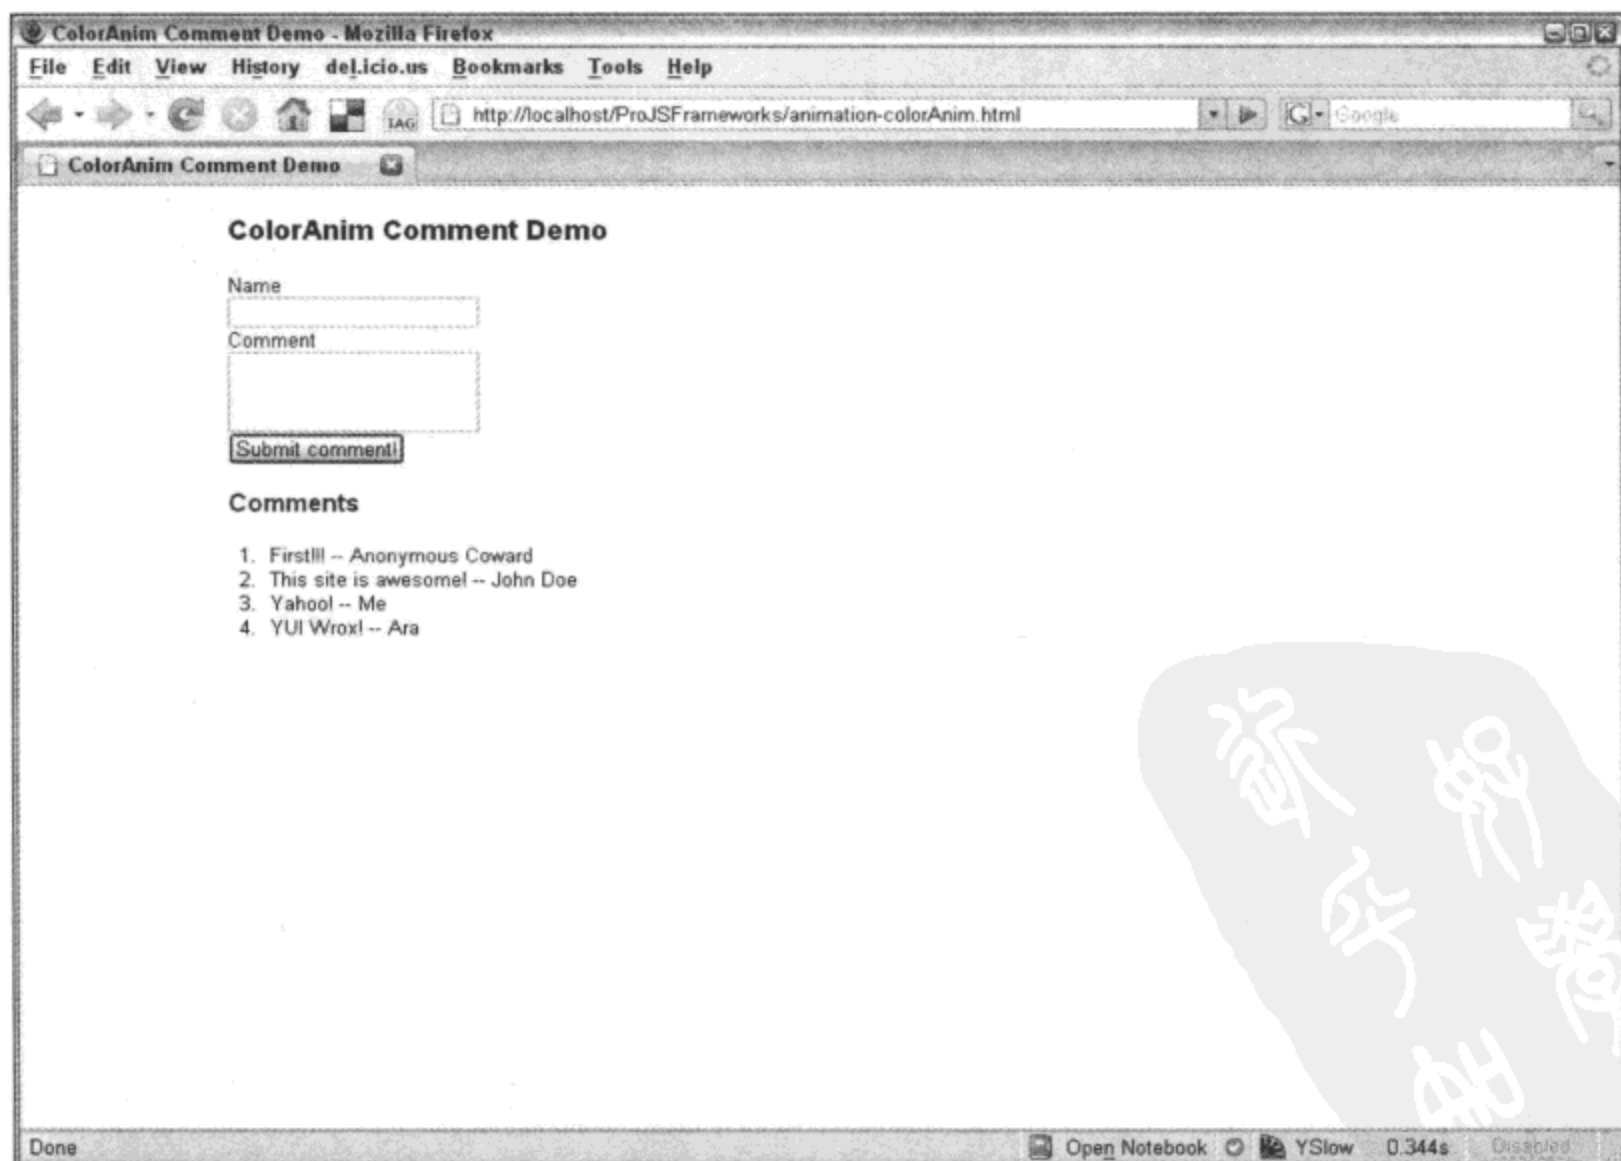 ColorAnim Comment Demo - Mozilla Firefox
File Edit View History del.icio.us Bookmarks Tools Help
TAG http://localhost/ProJSFrameworks/animation-colorAnim.html G Google
ColorAnim Comment Demo
ColorAnim Comment Demo
Name
Comment
Submit comment!
Comments
1. First!!! -- Anonymous Coward
2. This site is awesome! -- John Doe
3. Yahoo! -- Me
4. YUI Wrox! -- Ara
Done Open Notebook YSlow 0.344s Disabled